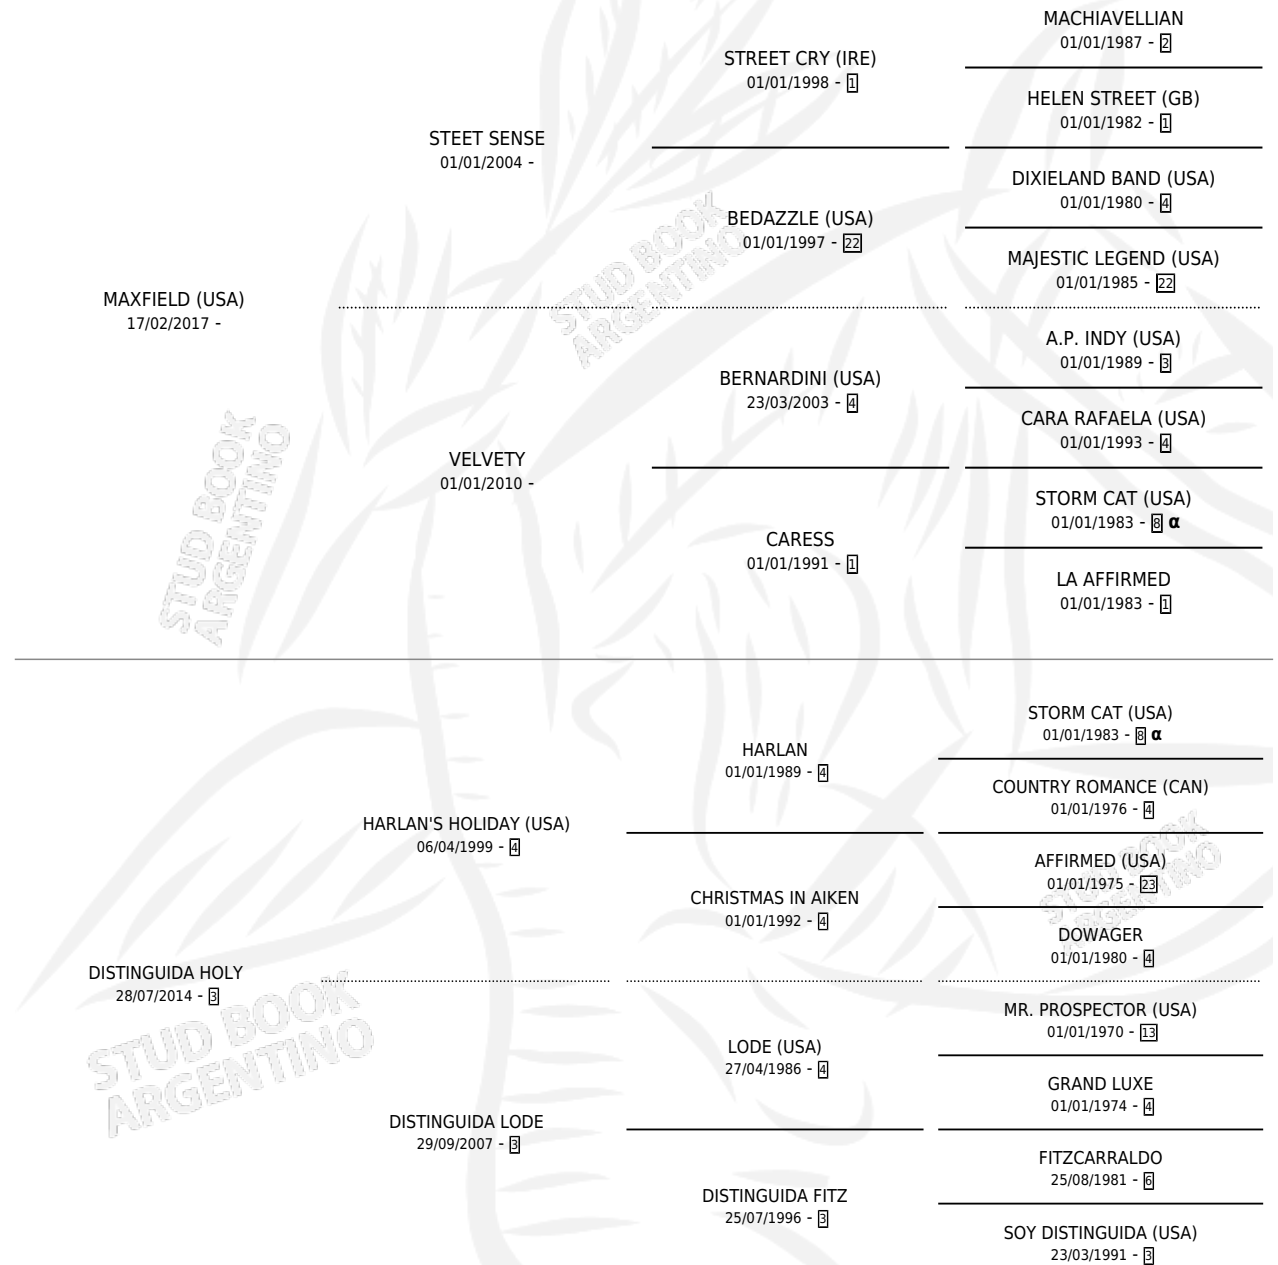 MACHIAVELLIAN
01/01/1987 - 2
STREET CRY (IRE)
01/01/1998 - 1
HELEN STREET (GB)
01/01/1982 - 1
STEET SENSE
01/01/2004 -
DIXIELAND BAND (USA)
01/01/1980 - 4
BEDAZZLE (USA)
01/01/1997 - 22
MAJESTIC LEGEND (USA)
01/01/1985 - 22
MAXFIELD (USA)
17/02/2017 -
A.P. INDY (USA)
01/01/1989 - 3
BERNARDINI (USA)
23/03/2003 - 4
CARA RAFAELA (USA)
01/01/1993 - 4
VELVETY
01/01/2010 -
STORM CAT (USA)
01/01/1983 - 8 α
CARESS
01/01/1991 - 1
LA AFFIRMED
01/01/1983 - 1
STORM CAT (USA)
01/01/1983 - 8 α
HARLAN
01/01/1989 - 4
COUNTRY ROMANCE (CAN)
01/01/1976 - 4
HARLAN'S HOLIDAY (USA)
06/04/1999 - 4
AFFIRMED (USA)
01/01/1975 - 23
CHRISTMAS IN AIKEN
01/01/1992 - 4
DOWAGER
01/01/1980 - 4
DISTINGUIDA HOLY
28/07/2014 - 3
MR. PROSPECTOR (USA)
01/01/1970 - 13
LODE (USA)
27/04/1986 - 4
GRAND LUXE
01/01/1974 - 4
DISTINGUIDA LODE
29/09/2007 - 3
FITZCARRALDO
25/08/1981 - 6
DISTINGUIDA FITZ
25/07/1996 - 3
SOY DISTINGUIDA (USA)
23/03/1991 - 3
STUD BOOK
ARGENTINO
STUD BOOK
ARGENTINO
STUD BOOK
ARGENTINO
STUD BOOK
ARGENTINO